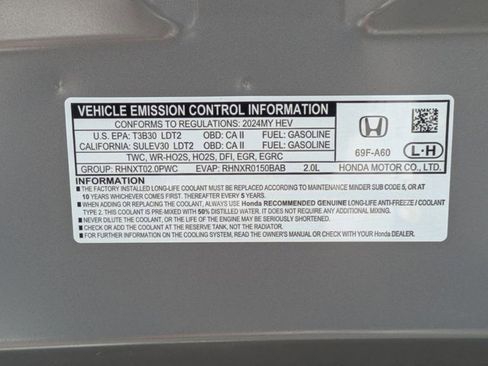 VEHICLE EMISSION CONTROL INFORMATION
CONFORMS TO REGULATIONS: 2024MY HEV
U.S. EPA: T3B30 LDT2 OBD: CA II FUEL: GASOLINE
CALIFORNIA: SULEV30 LDT2 OBD: CA II FUEL: GASOLINE
TWC, WR-HO2S, HO2S, DFI, EGR, EGRC
GROUP: RHNXT02.0PWC EVAP: RHNXR0150BAB 2.0L
69F-A60
L·H
HONDA MOTOR CO., LTD.
INFORMATION
■ THE FACTORY INSTALLED LONG-LIFE COOLANT MUST BE REPLACED ACCORDING TO MAINTENANCE MINDER SUB CODE 5, OR AT
10 YEARS WHICHEVER COMES FIRST. THEREAFTER, REPLACE EVERY 5 YEARS.
■ WHEN ADDING OR REPLACING COOLANT, ALWAYS USE Honda RECOMMENDED GENUINE LONG-LIFE ANTI-FREEZE / COOLANT
TYPE 2. THIS COOLANT IS PRE-MIXED WITH 50% DISTILLED WATER. IT DOES NOT REQUIRE ANY ADDITIONAL MIXING.
■ NEVER DILUTE COOLANT, OR THE LIFE OF THE ENGINE MAY BE SERIOUSLY SHORTENED.
■ CHECK AND ADD COOLANT AT THE RESERVE TANK, NOT THE RADIATOR.
■ FOR FURTHER INFORMATION ON THE COOLING SYSTEM, READ THE OWNER'S MANUAL OR CHECK WITH YOUR Honda DEALER.